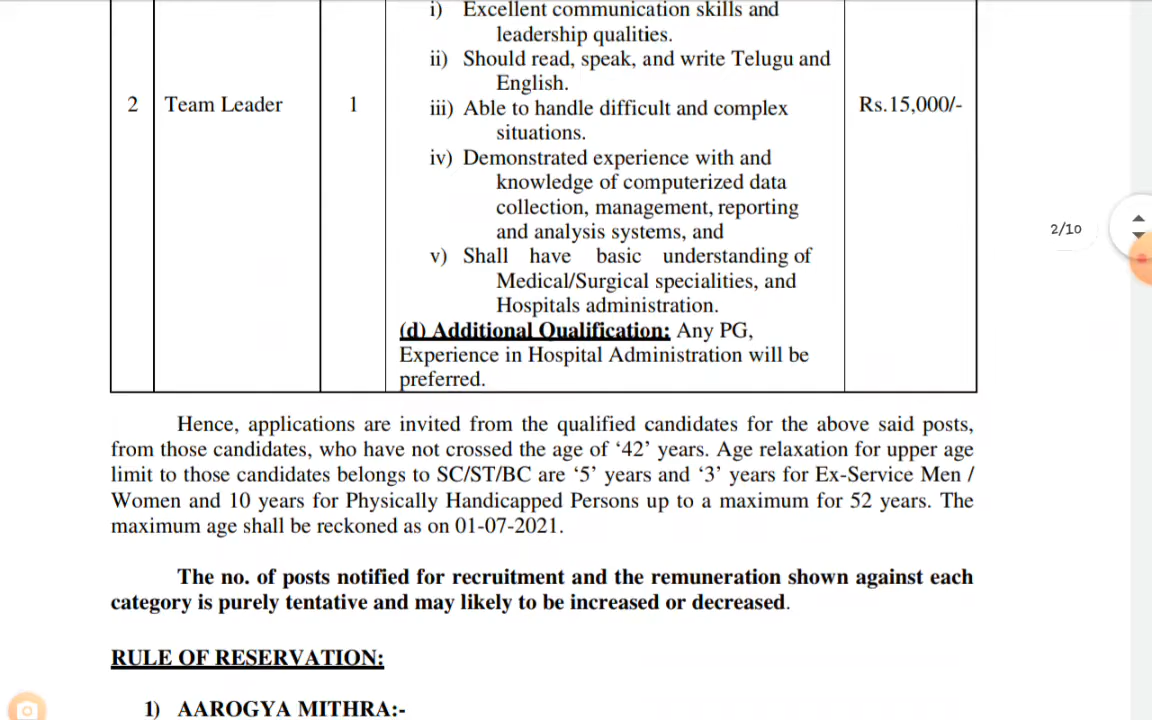 i) Excellent communication skills and
leadership qualities.
ii) Should read, speak, and write Telugu and
English.
2 Team Leader 1 iii) Able to handle difficult and complex Rs.15,000/-
situations.
iv) Demonstrated experience with and
knowledge of computerized data
collection, management, reporting
and analysis systems, and
v) Shall have basic understanding of
Medical/Surgical specialities, and
Hospitals administration.
(d) Additional Qualification: Any PG,
Experience in Hospital Administration will be
preferred.
2/10
Hence, applications are invited from the qualified candidates for the above said posts,
from those candidates, who have not crossed the age of ‘42’ years. Age relaxation for upper age
limit to those candidates belongs to SC/ST/BC are ‘5’ years and ‘3’ years for Ex-Service Men /
Women and 10 years for Physically Handicapped Persons up to a maximum for 52 years. The
maximum age shall be reckoned as on 01-07-2021.
The no. of posts notified for recruitment and the remuneration shown against each
category is purely tentative and may likely to be increased or decreased.
RULE OF RESERVATION:
1) AAROGYA MITHRA:-